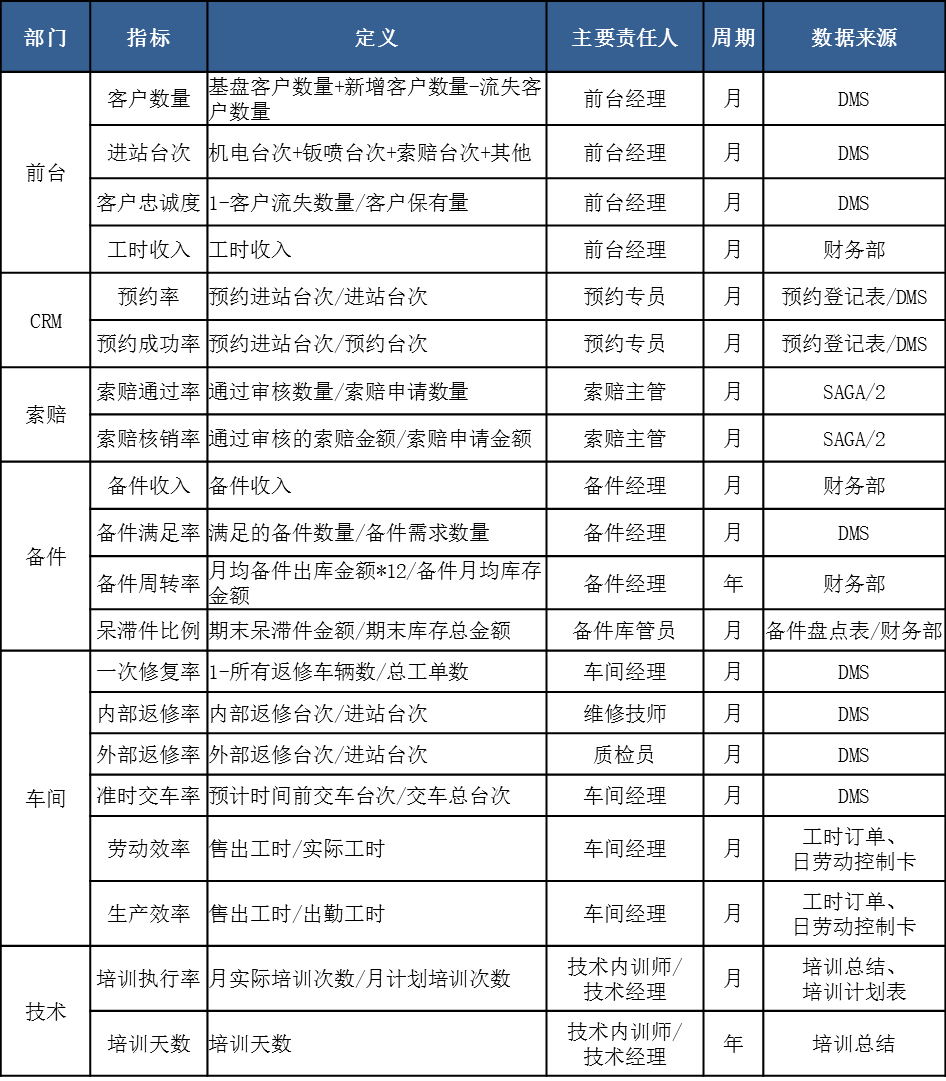 部门 指标 定义 主要责任人 周期 数据来源
前台
客户数量 基盘客户数量+新增客户数量-流失客户数量 前台经理 月 DMS
进站台次 机电台次+钣喷台次+索赔台次+其他 前台经理 月 DMS
客户忠诚度 1-客户流失数量/客户保有量 前台经理 月 DMS
工时收入 工时收入 前台经理 月 财务部
CRM
预约率 预约进站台次/进站台次 预约专员 月 预约登记表/DMS
预约成功率 预约进站台次/预约台次 预约专员 月 预约登记表/DMS
索赔
索赔通过率 通过审核数量/索赔申请数量 索赔主管 月 SAGA/2
索赔核销率 通过审核的索赔金额/索赔申请金额 索赔主管 月 SAGA/2
备件
备件收入 备件收入 备件经理 月 财务部
备件满足率 满足的备件数量/备件需求数量 备件经理 月 DMS
备件周转率 月均备件出库金额*12/备件月均库存金额 备件经理 年 财务部
呆滞件比例 期末呆滞件金额/期末库存总金额 备件库管员 月 备件盘点表/财务部
车间
一次修复率 1-所有返修车辆数/总工单数 车间经理 月 DMS
内部返修率 内部返修台次/进站台次 维修技师 月 DMS
外部返修率 外部返修台次/进站台次 质检员 月 DMS
准时交车率 预计时间前交车台次/交车总台次 车间经理 月 DMS
劳动效率 售出工时/实际工时 车间经理 月 工时订单、日劳动控制卡
生产效率 售出工时/出勤工时 车间经理 月 工时订单、日劳动控制卡
技术
培训执行率 月实际培训次数/月计划培训次数 技术内训师/技术经理 月 培训总结、培训计划表
培训天数 培训天数 技术内训师/技术经理 年 培训总结